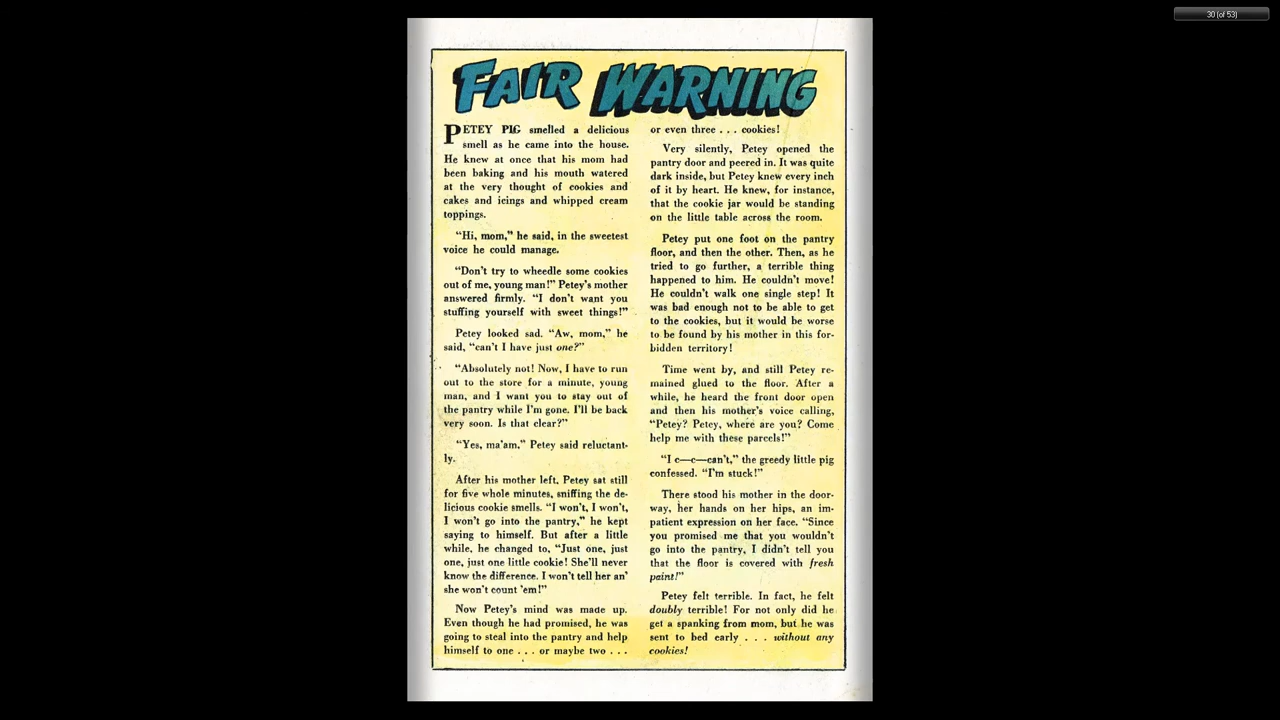 30 (of 53)
FAIR WARNING
PETEY PIG smelled a delicious
smell as he came into the house.
He knew at once that his mom had
been baking and his mouth watered
at the very thought of cookies and
cakes and icings and whipped cream
toppings.
"Hi, mom," he said, in the sweetest
voice he could manage.
"Don't try to wheedle some cookies
out of me, young man!" Petey's mother
answered firmly. "I don't want you
stuffing yourself with sweet things!"
Petey looked sad. "Aw, mom," he
said, "can't I have just one?"
"Absolutely not! Now, I have to run
out to the store for a minute, young
man, and I want you to stay out of
the pantry while I'm gone. I'll be back
very soon. Is that clear?"
"Yes, ma'am," Petey said reluctant-
ly.
After his mother left, Petey sat still
for five whole minutes, sniffing the de-
licious cookie smells. "I won't, I won't,
I won't go into the pantry," he kept
saying to himself. But after a little
while, he changed to, "Just one, just
one, just one little cookie! She'll never
know the difference. I won't tell her an'
she won't count 'em!"
Now Petey's mind was made up.
Even though he had promised, he was
going to steal into the pantry and help
himself to one . . . or maybe two . . .
or even three . . . cookies!
Very silently, Petey opened the
pantry door and peered in. It was quite
dark inside, but Petey knew every inch
of it by heart. He knew, for instance,
that the cookie jar would be standing
on the little table across the room.
Petey put one foot on the pantry
floor, and then the other. Then, as he
tried to go further, a terrible thing
happened to him. He couldn't move!
He couldn't walk one single step! It
was bad enough not to be able to get
to the cookies, but it would be worse
to be found by his mother in this for-
bidden territory!
Time went by, and still Petey re-
mained glued to the floor. After a
while, he heard the front door open
and then his mother's voice calling,
"Petey? Petey, where are you? Come
help me with these parcels!"
"I c—c—can't," the greedy little pig
confessed. "I'm stuck!"
There stood his mother in the door-
way, her hands on her hips, an im-
patient expression on her face. "Since
you promised me that you wouldn't
go into the pantry, I didn't tell you
that the floor is covered with fresh
paint!"
Petey felt terrible. In fact, he felt
doubly terrible! For not only did he
get a spanking from mom, but he was
sent to bed early . . . without any
cookies!